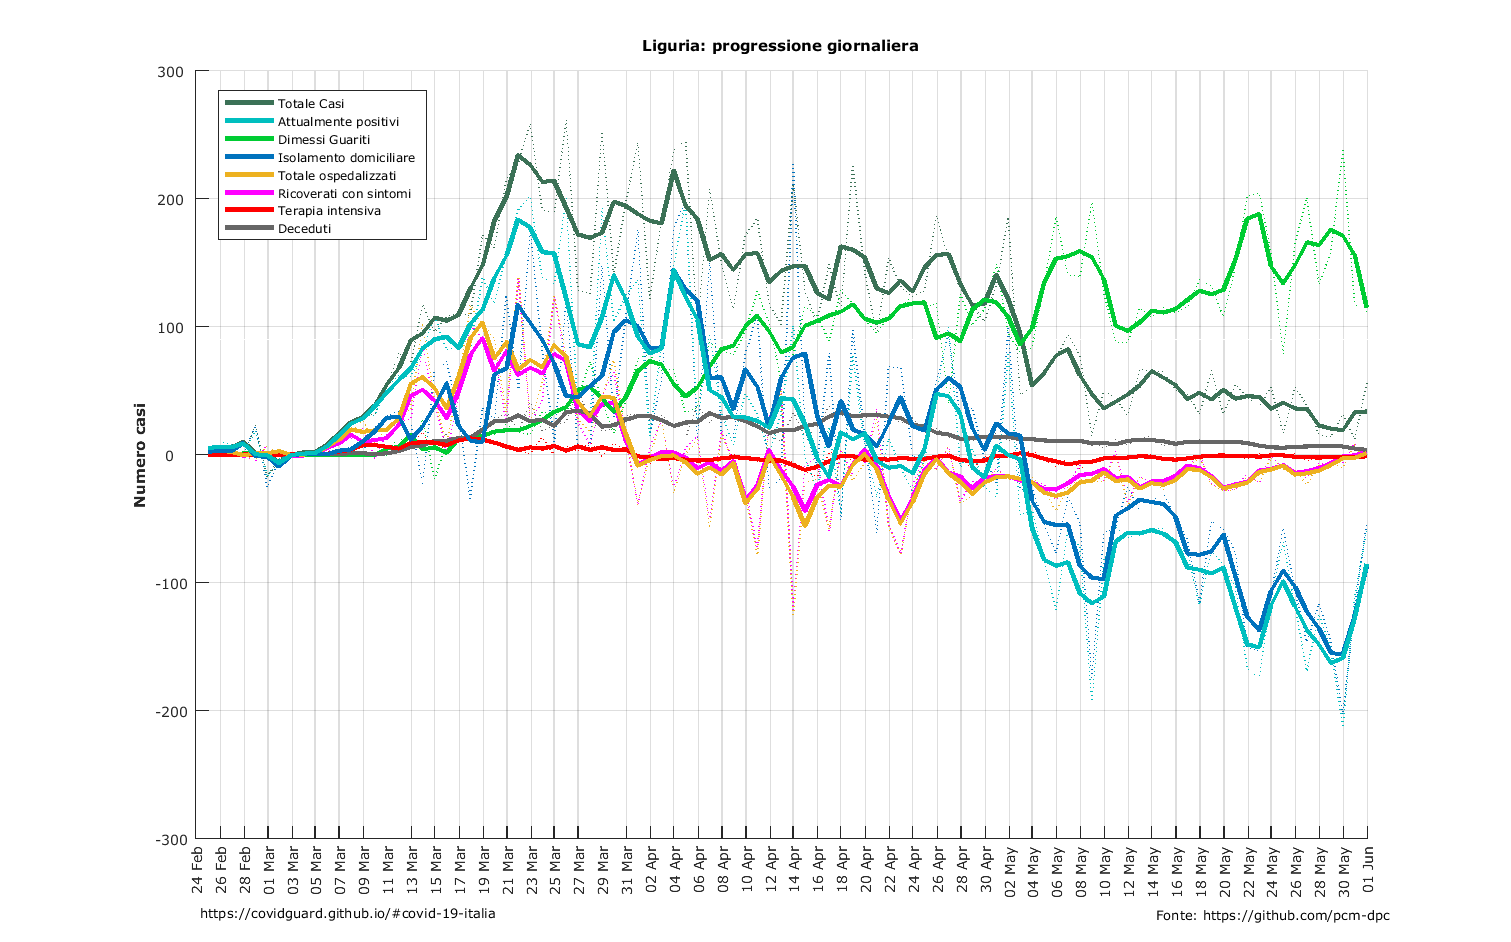 Liguria: progressione giornaliera
300
200
100
0
-100
-200
-300
Numero casi
Totale Casi
Attualmente positivi
Dimessi Guariti
Isolamento domiciliare
Totale ospedalizzati
Ricoverati con sintomi
Terapia intensiva
Deceduti
24 Feb
26 Feb
28 Feb
01 Mar
03 Mar
05 Mar
07 Mar
09 Mar
11 Mar
13 Mar
15 Mar
17 Mar
19 Mar
21 Mar
23 Mar
25 Mar
27 Mar
29 Mar
31 Mar
02 Apr
04 Apr
06 Apr
08 Apr
10 Apr
12 Apr
14 Apr
16 Apr
18 Apr
20 Apr
22 Apr
24 Apr
26 Apr
28 Apr
30 Apr
02 May
04 May
06 May
08 May
10 May
12 May
14 May
16 May
18 May
20 May
22 May
24 May
26 May
28 May
30 May
01 Jun
https://covidguard.github.io/#covid-19-italia
Fonte: https://github.com/pcm-dpc